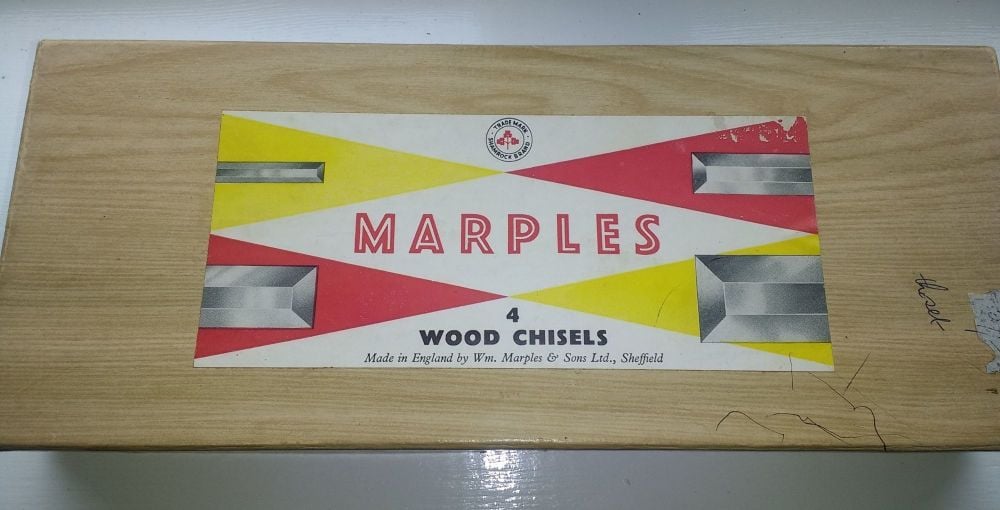 TRADE MARK
SHAMROCK BRAND
MARPLES
4
WOOD CHISELS
Made in England by Wm. Marples & Sons Ltd., Sheffield